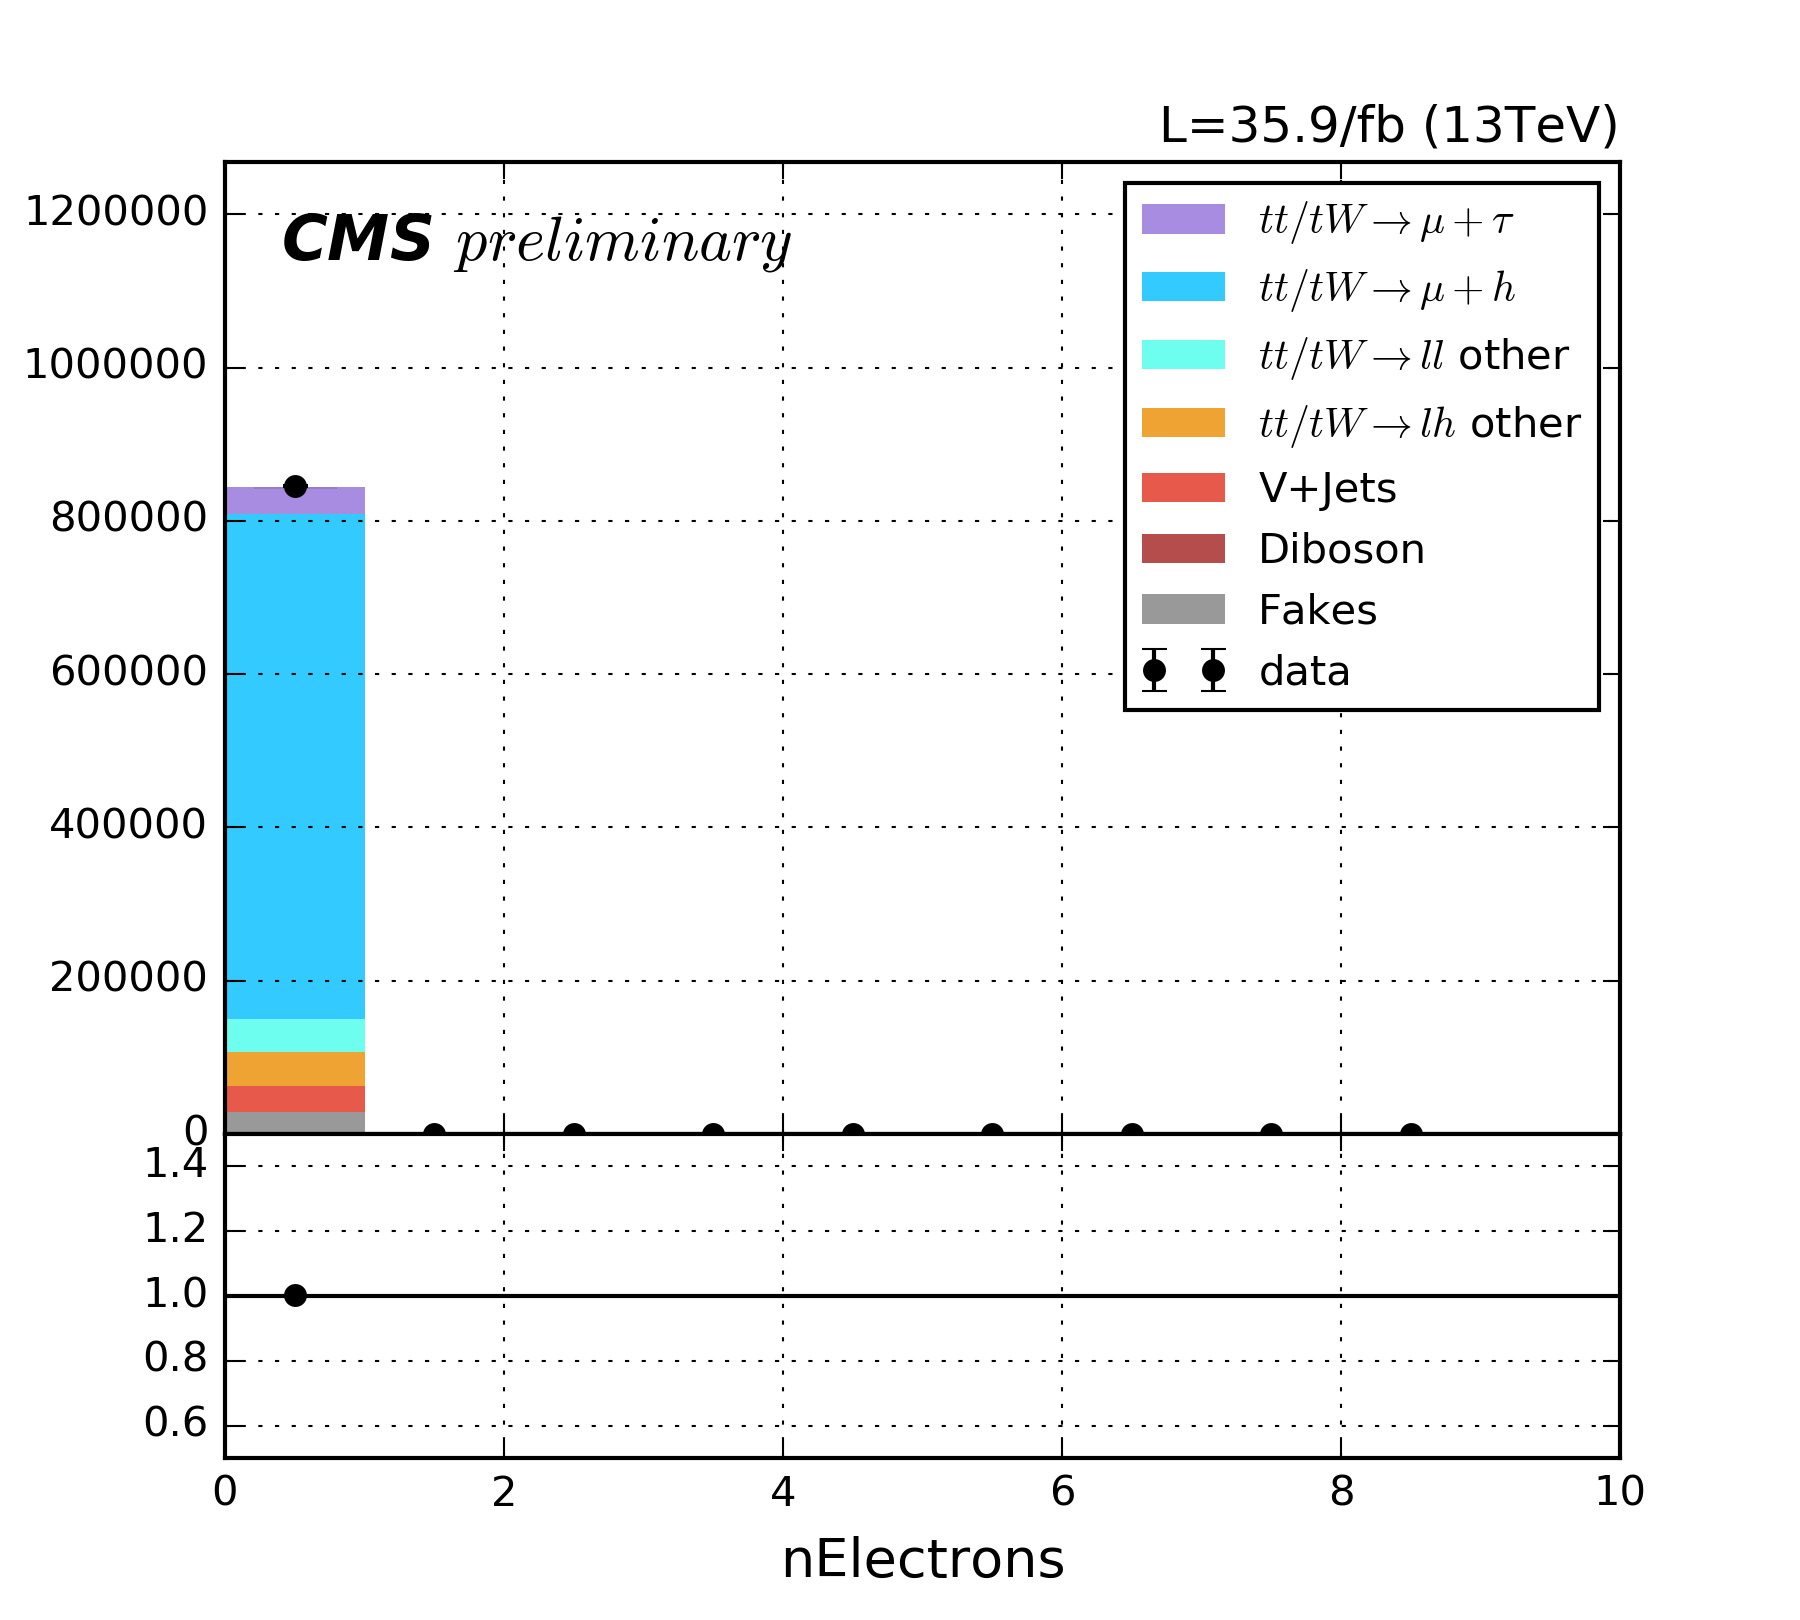 L=35.9/fb (13TeV)
CMS preliminary
1200000
1000000
800000
600000
400000
200000
0
tt/tW→μ+τ
tt/tW→μ+h
tt/tW→ll other
tt/tW→lh other
V+Jets
Diboson
Fakes
data
1.4
1.2
1.0
0.8
0.6
0 2 4 6 8 10
nElectrons